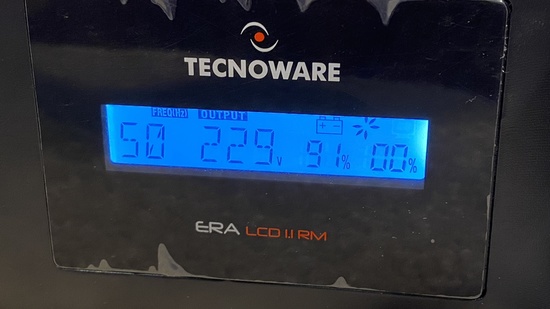 TECNOWARE
FREQ(HZ) OUTPUT
50 229V 91% 00%
ERA LCD 1.1 RM